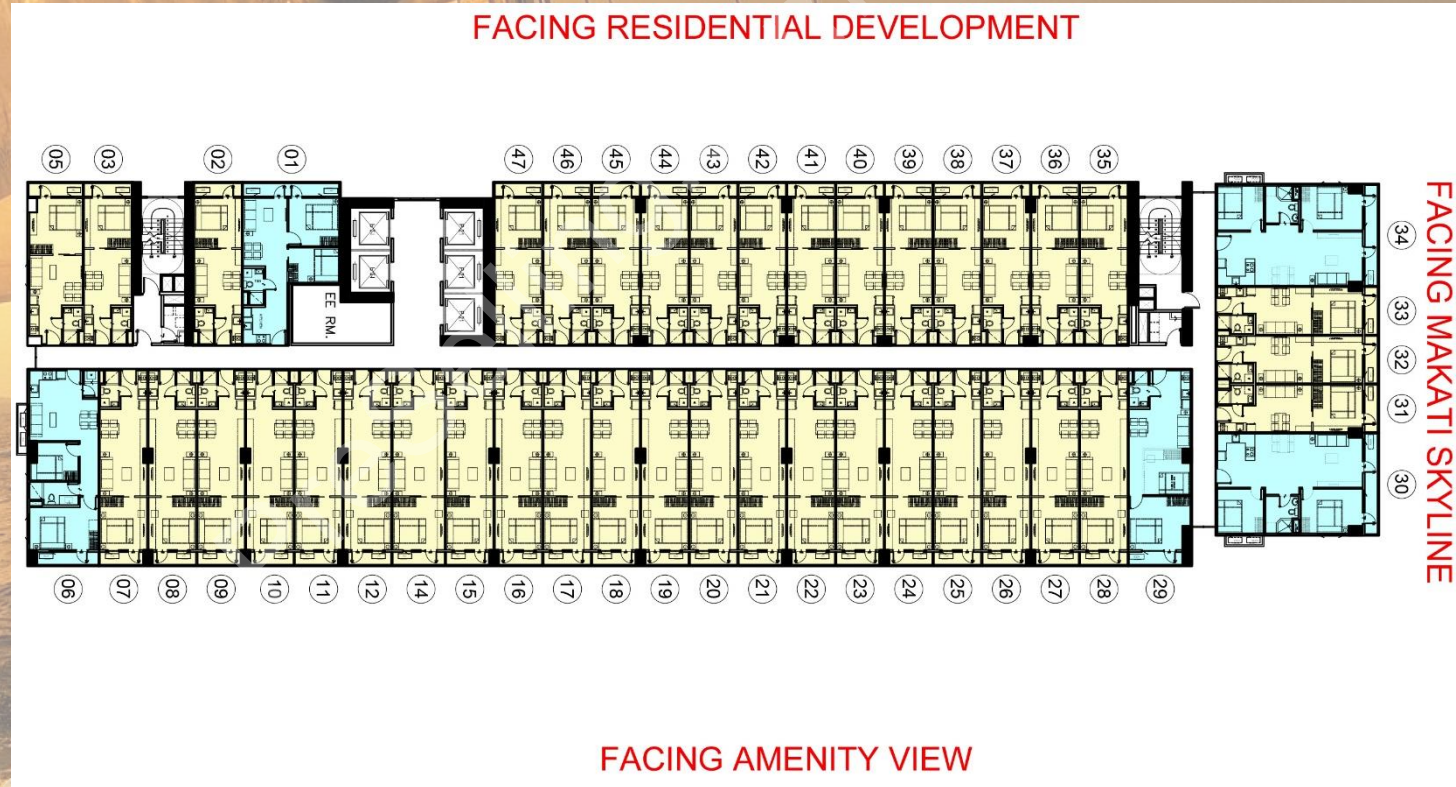 FACING RESIDENTIAL DEVELOPMENT
05 03 02 01 47 46 45 44 43 42 41 40 39 38 37 36 35
EE RM.
34
33
32
31
30
FACING MAKATI SKYLINE
06 07 08 09 10 11 12 14 15 16 17 18 19 20 21 22 23 24 25 26 27 28 29
FACING AMENITY VIEW